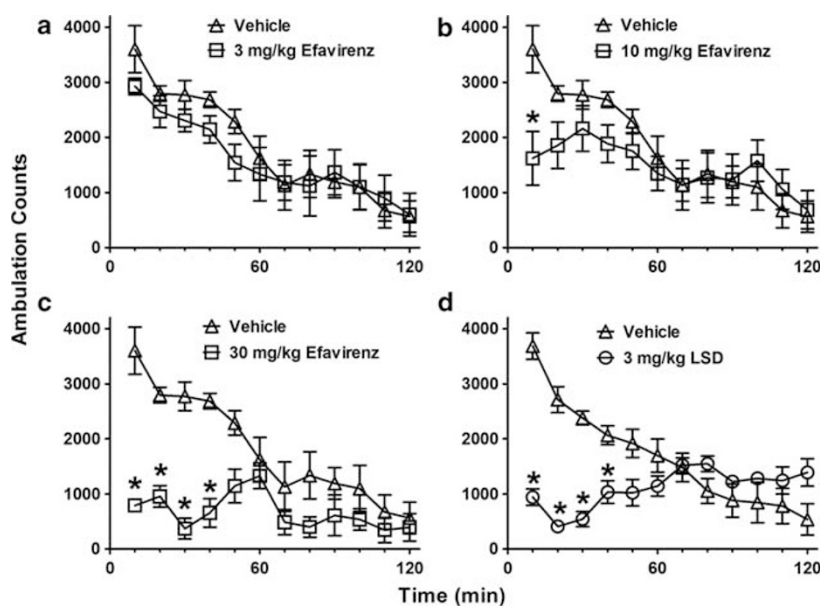 a
Vehicle
3 mg/kg Efavirenz
4000
3000
2000
1000
0
0 60 120
b
Vehicle
10 mg/kg Efavirenz
4000
3000
2000
*
1000
0
0 60 120
Ambulation Counts
c
Vehicle
30 mg/kg Efavirenz
4000
3000
2000
1000
0
* * * *
0 60 120
d
Vehicle
3 mg/kg LSD
4000
3000
2000
1000
0
* * * *
0 60 120
Time (min)